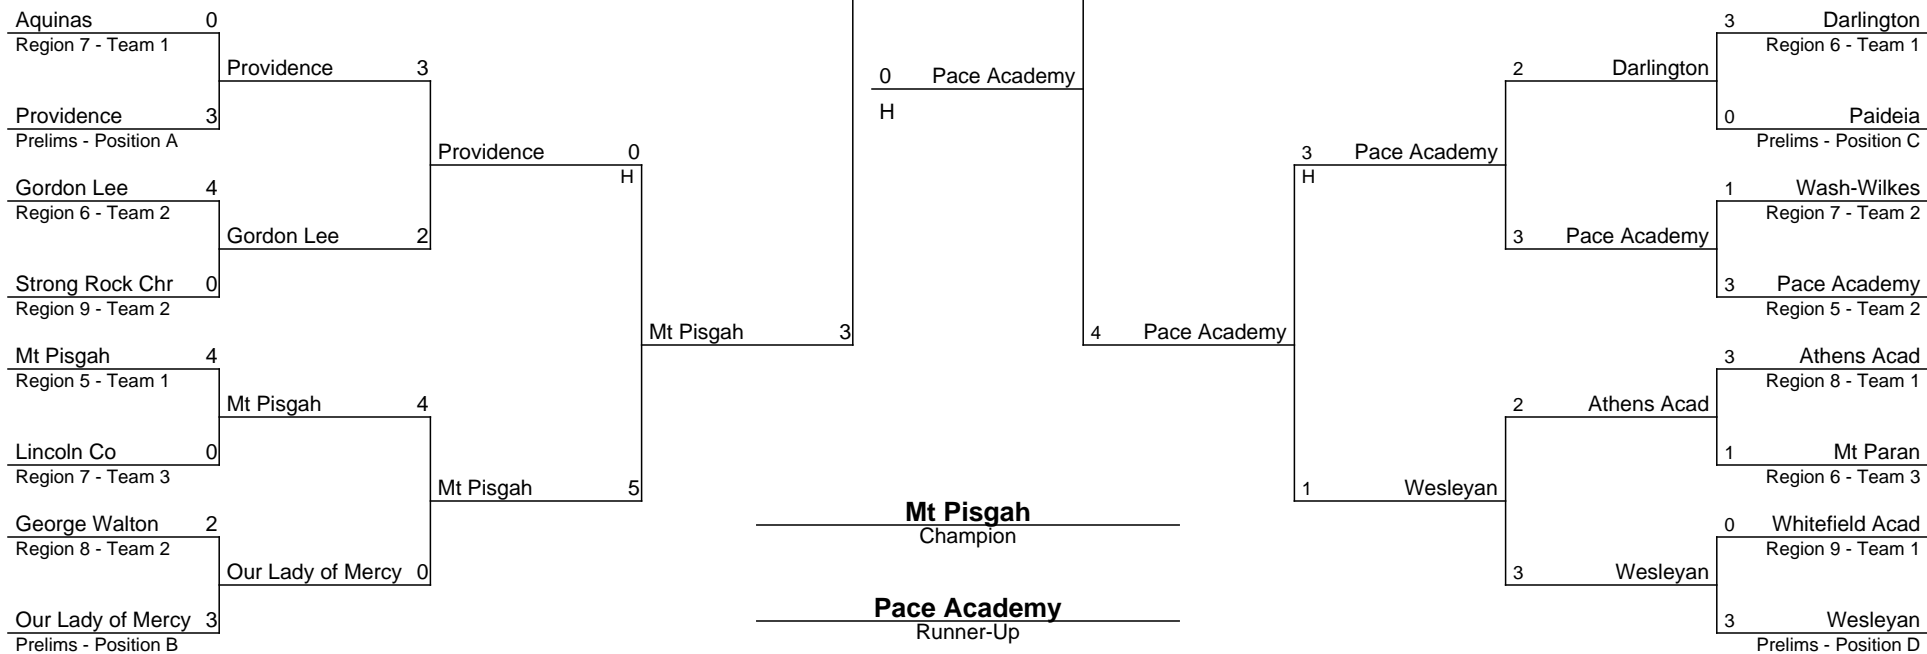 Aquinas 0
Region 7 - Team 1
Providence 3
Providence 3
Prelims - Position A
Providence 0
H
Gordon Lee 4
Region 6 - Team 2
Gordon Lee 2
Strong Rock Chr 0
Region 9 - Team 2
Mt Pisgah 3
Mt Pisgah 4
Region 5 - Team 1
Mt Pisgah 4
Lincoln Co 0
Region 7 - Team 3
Mt Pisgah 5
George Walton 2
Region 8 - Team 2
Our Lady of Mercy 0
Our Lady of Mercy 3
Prelims - Position B
0 Pace Academy
H
4 Pace Academy
Mt Pisgah
Champion
Pace Academy
Runner-Up
3 Darlington
Region 6 - Team 1
2 Darlington
0 Paideia
Prelims - Position C
3 Pace Academy
H
1 Wash-Wilkes
Region 7 - Team 2
3 Pace Academy
3 Pace Academy
Region 5 - Team 2
3 Athens Acad
Region 8 - Team 1
2 Athens Acad
1 Mt Paran
Region 6 - Team 3
1 Wesleyan
0 Whitefield Acad
Region 9 - Team 1
3 Wesleyan
3 Wesleyan
Prelims - Position D